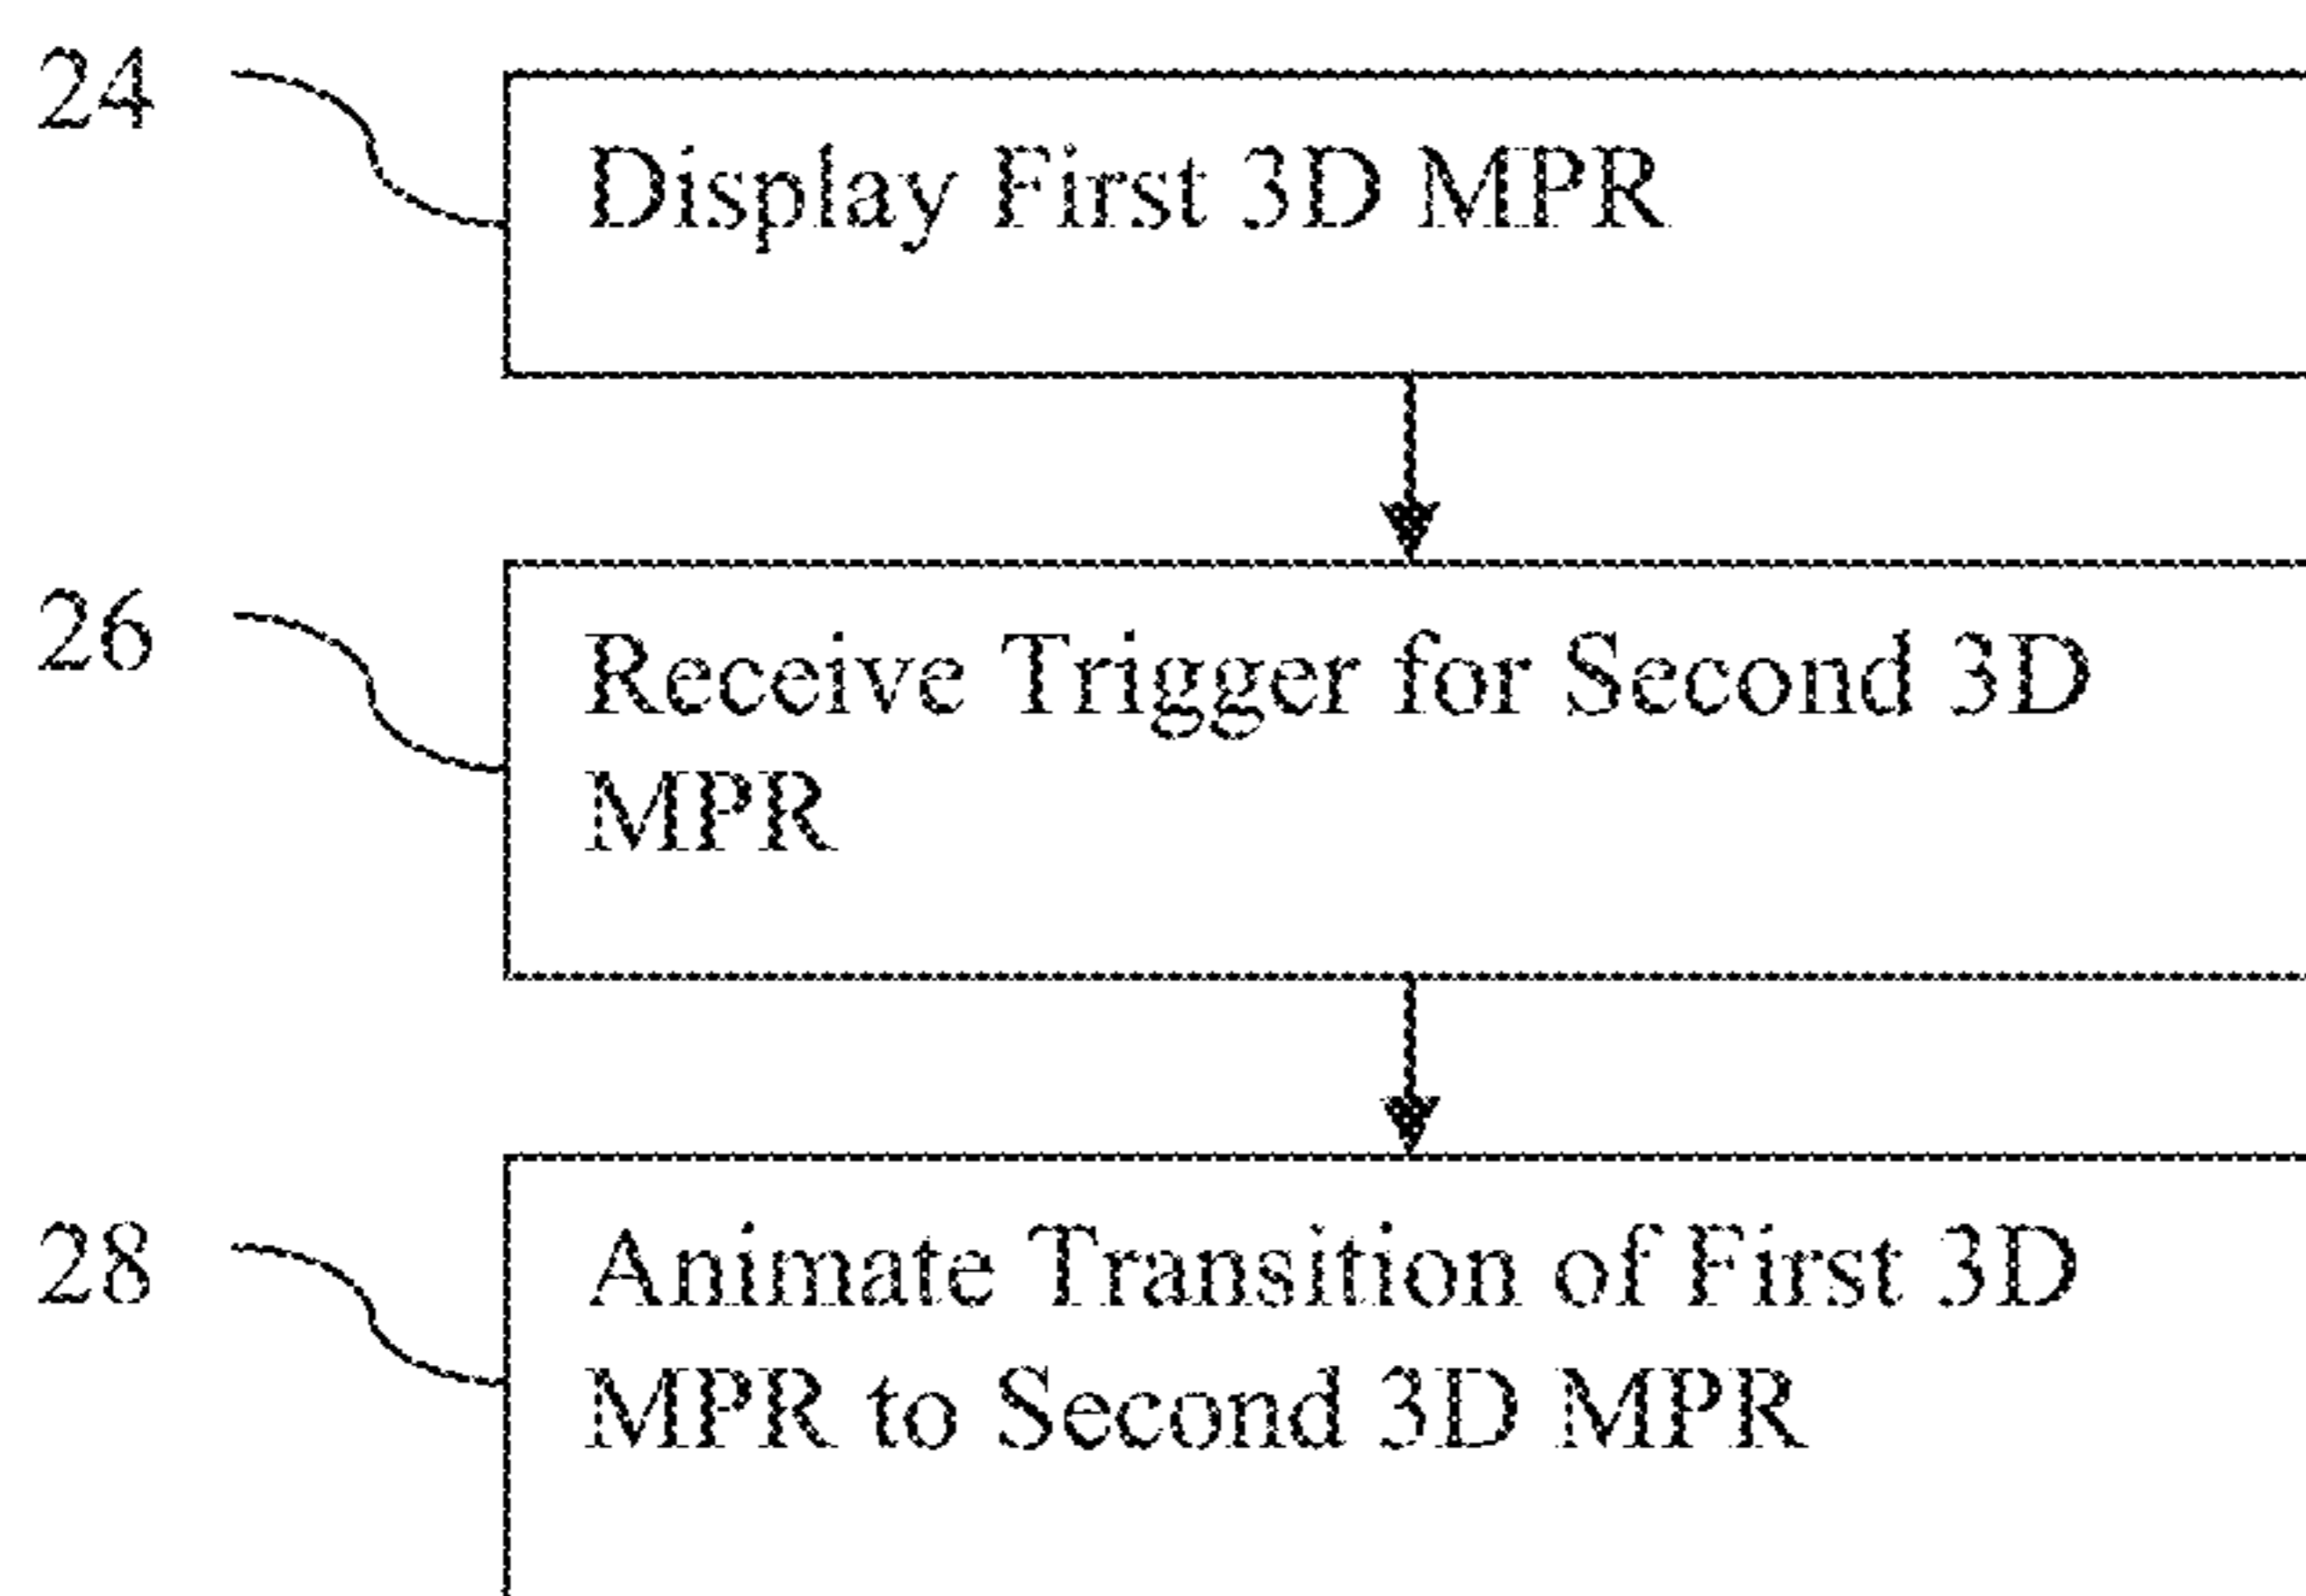 24
Display First 3D MPR
26
Receive Trigger for Second 3D
MPR
28
Animate Transition of First 3D
MPR to Second 3D MPR